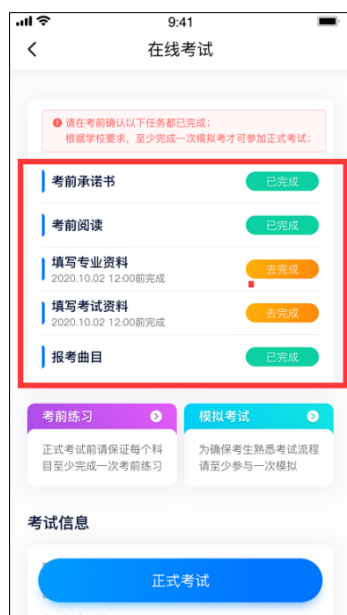 9:41
在线考试
请在考前确认以下任务都已完成：
根据学校要求，至少完成一次模拟考才可参加正式考试；
考前承诺书 已完成
考前阅读 已完成
填写专业资料 去完成
2020.10.02 12:00前完成
填写考试资料 去完成
2020.10.02 12:00前完成
报考曲目 已完成
考前练习
正式考试前请保证每个科
目至少完成一次考前练习
模拟考试
为确保考生熟悉考试流程
请至少参与一次模拟
考试信息
正式考试